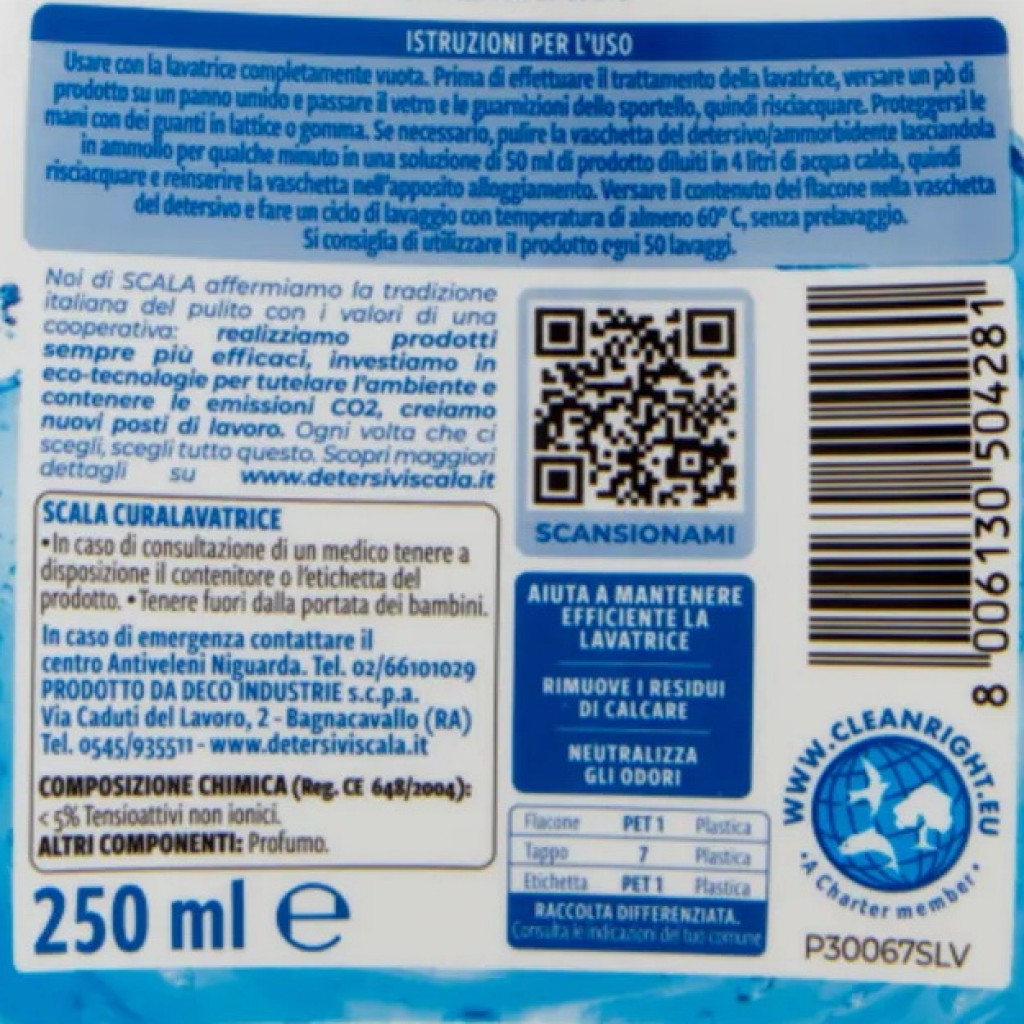 ISTRUZIONI PER L'USO
Usare con la lavatrice completamente vuota. Prima di effettuare il trattamento della lavatrice, versare un pò di
prodotto su un panno umido e passare il vetro e le guarnizioni dello sportello, quindi risciacquare. Proteggersi le
mani con dei guanti in lattice o gomma. Se necessario, pulire la vaschetta del detersivo/ammorbidente lasciandola
in ammollo per qualche minuto in una soluzione di 50 ml di prodotto diluiti in 4 litri di acqua calda, quindi
risciacquare e reinserire la vaschetta nell'apposito alloggiamento. Versare il contenuto del flacone nella vaschetta
del detersivo e fare un ciclo di lavaggio con temperatura di almeno 60° C, senza prelavaggio.
Si consiglia di utilizzare il prodotto ogni 50 lavaggi.
Noi di SCALA affermiamo la tradizione
italiana del pulito con i valori di una
cooperativa: realizziamo prodotti
sempre più efficaci, investiamo in
eco-tecnologie per tutelare l'ambiente e
contenere le emissioni CO2, creiamo
nuovi posti di lavoro. Ogni volta che ci
scegli, scegli tutto questo. Scopri maggiori
dettagli su www.detersiviscala.it
SCALA CURALAVATRICE
•In caso di consultazione di un medico tenere a
disposizione il contenitore o l'etichetta del
prodotto. •Tenere fuori dalla portata dei bambini.
In caso di emergenza contattare il
centro Antiveleni Niguarda. Tel. 02/66101029
PRODOTTO DA DECO INDUSTRIE s.c.p.a.
Via Caduti del Lavoro, 2 - Bagnacavallo (RA)
Tel. 0545/935511 - www.detersiviscala.it
COMPOSIZIONE CHIMICA (Reg. CE 648/2004):
< 5% Tensioattivi non ionici.
ALTRI COMPONENTI: Profumo.
250 ml e
SCANSIONAMI
AIUTA A MANTENERE
EFFICIENTE LA
LAVATRICE
RIMUOVE I RESIDUI
DI CALCARE
NEUTRALIZZA
GLI ODORI
Flacone PET 1 Plastica
Tappo 7 Plastica
Etichetta PET 1 Plastica
RACCOLTA DIFFERENZIATA.
Consulta le indicazioni del tuo comune
8 006130 504281
WWW.CLEANRIGHT.EU
• A Charter member •
P30067SLV